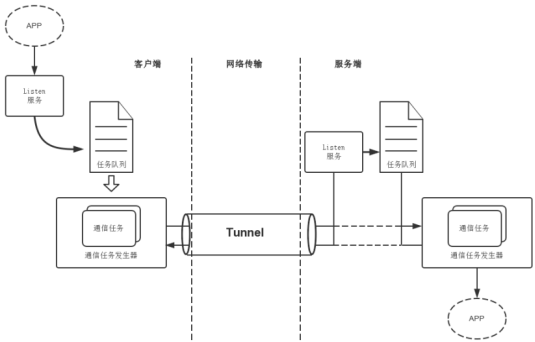 APP
客户端
网络传输
服务端
Listen
服务
任务队列
Listen
服务
任务队列
通信任务
通信任务发生器
Tunnel
通信任务
通信任务发生器
APP